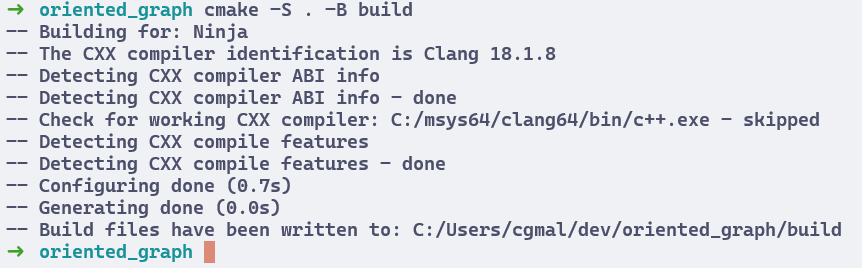 ➜ oriented_graph cmake -S . -B build
-- Building for: Ninja
-- The CXX compiler identification is Clang 18.1.8
-- Detecting CXX compiler ABI info
-- Detecting CXX compiler ABI info - done
-- Check for working CXX compiler: C:/msys64/clang64/bin/c++.exe - skipped
-- Detecting CXX compile features
-- Detecting CXX compile features - done
-- Configuring done (0.7s)
-- Generating done (0.0s)
-- Build files have been written to: C:/Users/cgmal/dev/oriented_graph/build
➜ oriented_graph